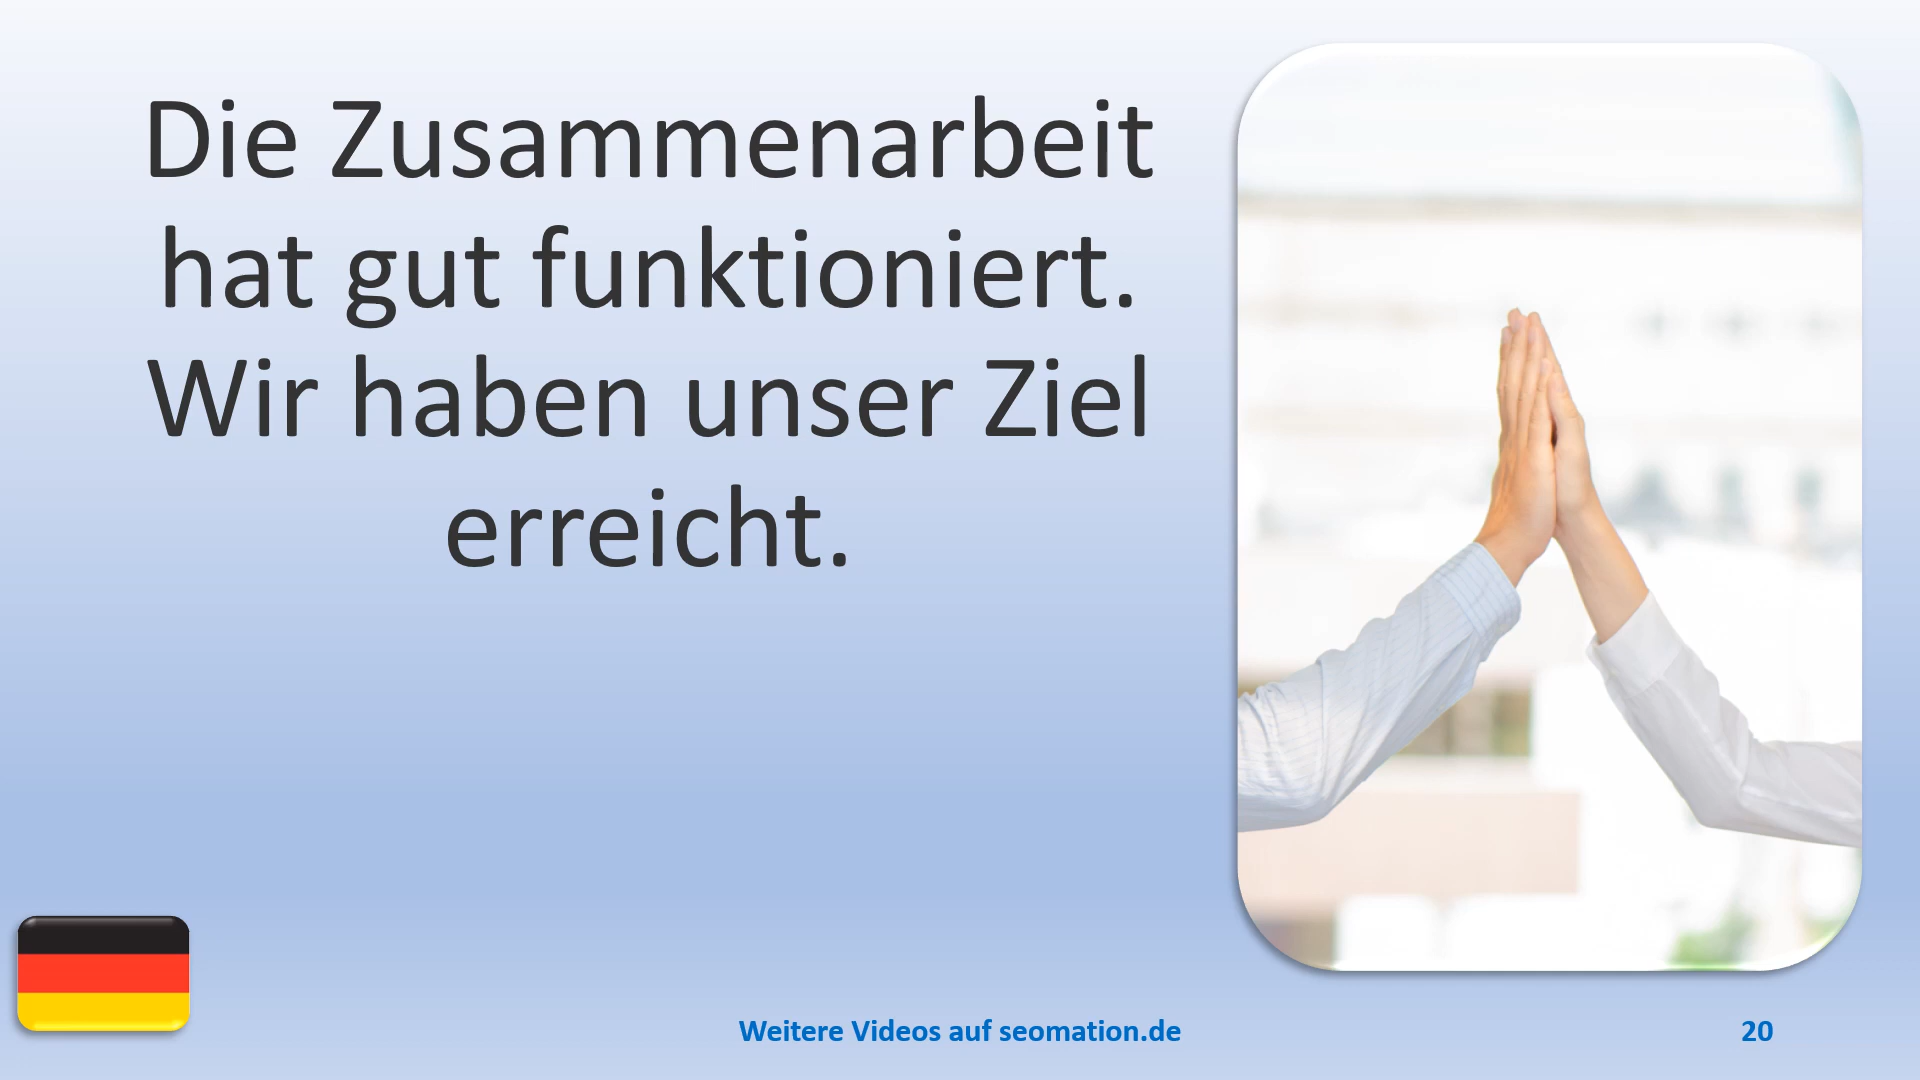 Die Zusammenarbeit
hat gut funktioniert.
Wir haben unser Ziel
erreicht.
Weitere Videos auf seomation.de
20